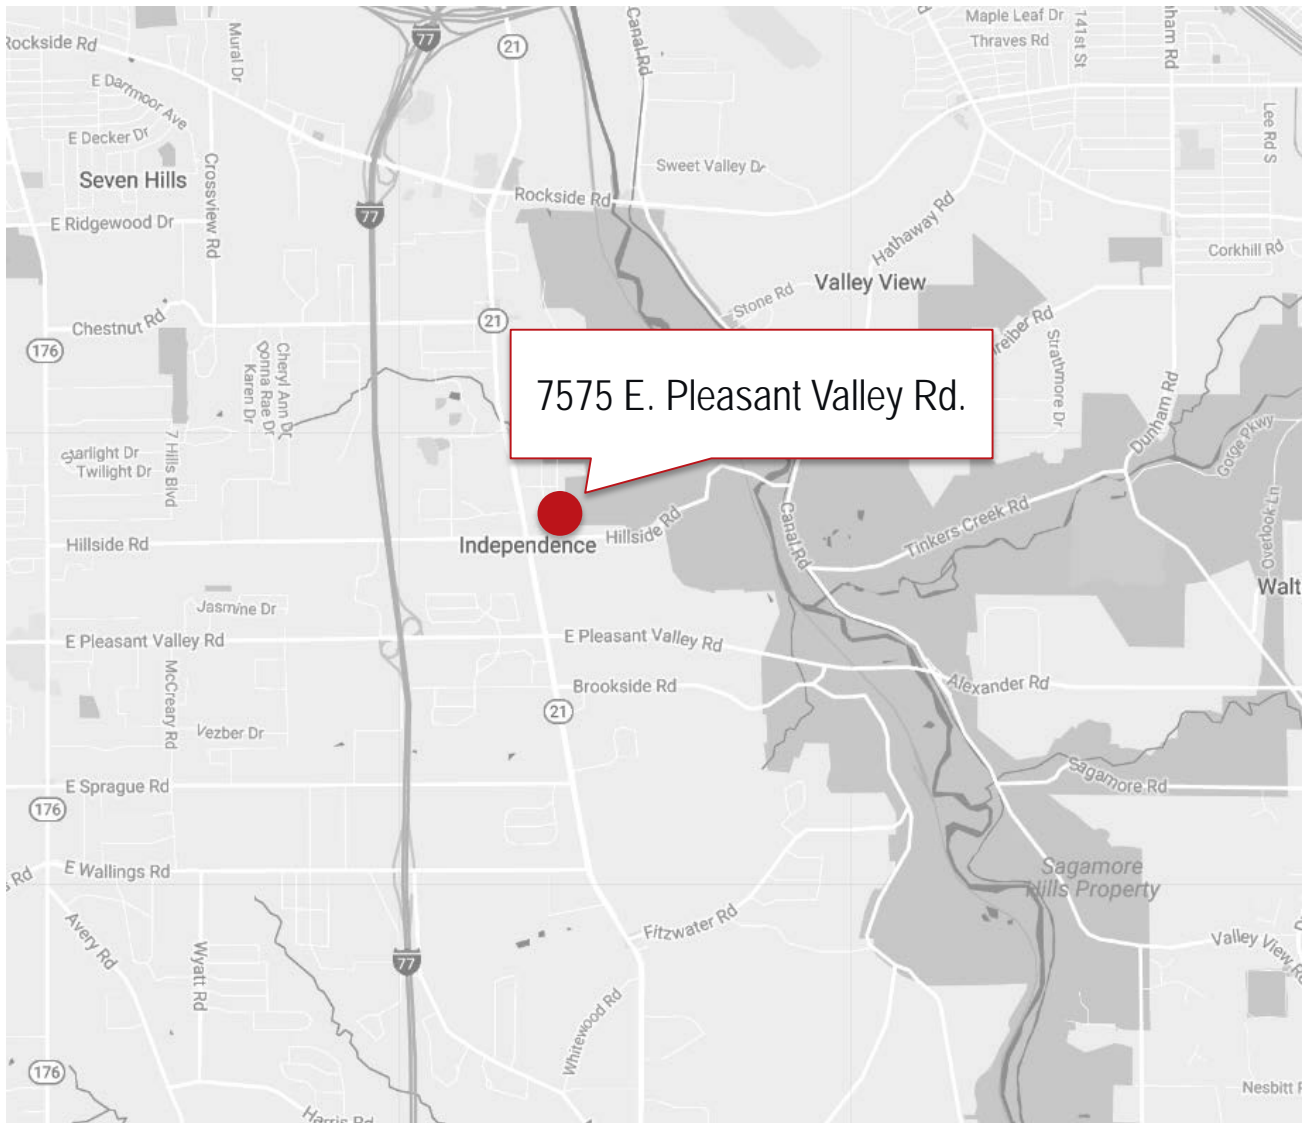 77
21
Canal Rd
Maple Leaf Dr
Thraves Rd
141st St
Rockside Rd
Mural Dr
E Dartmoor Ave
E Decker Dr
Lee Rd S
Seven Hills
Crossview Rd
Sweet Valley Dr
Rockside Rd
77
E Ridgewood Dr
Hathaway Rd
Corkhill Rd
Valley View
Stone Rd
Chestnut Rd
21
176
Cheryl Ann Dr
Donna Rae Dr
Karen Dr
Strathmore Dr
7575 E. Pleasant Valley Rd.
Dunham Rd
Gorge Pkwy
Starlight Dr
Twilight Dr
7 Hills Blvd
Overlook Ln
Canal Rd
Tinkers Creek Rd
Hillside Rd
Independence
Hillside Rd
Walt
Jasmine Dr
E Pleasant Valley Rd
E Pleasant Valley Rd
McCreary Rd
Brookside Rd
Alexander Rd
21
Vezber Dr
E Sprague Rd
Sagamore Rd
176
E Wallings Rd
s Rd
Sagamore
Hills Property
Avery Rd
Wyatt Rd
Fitzwater Rd
Valley View Rd
77
Whitewood Rd
176
Nesbitt R
Harris Rd